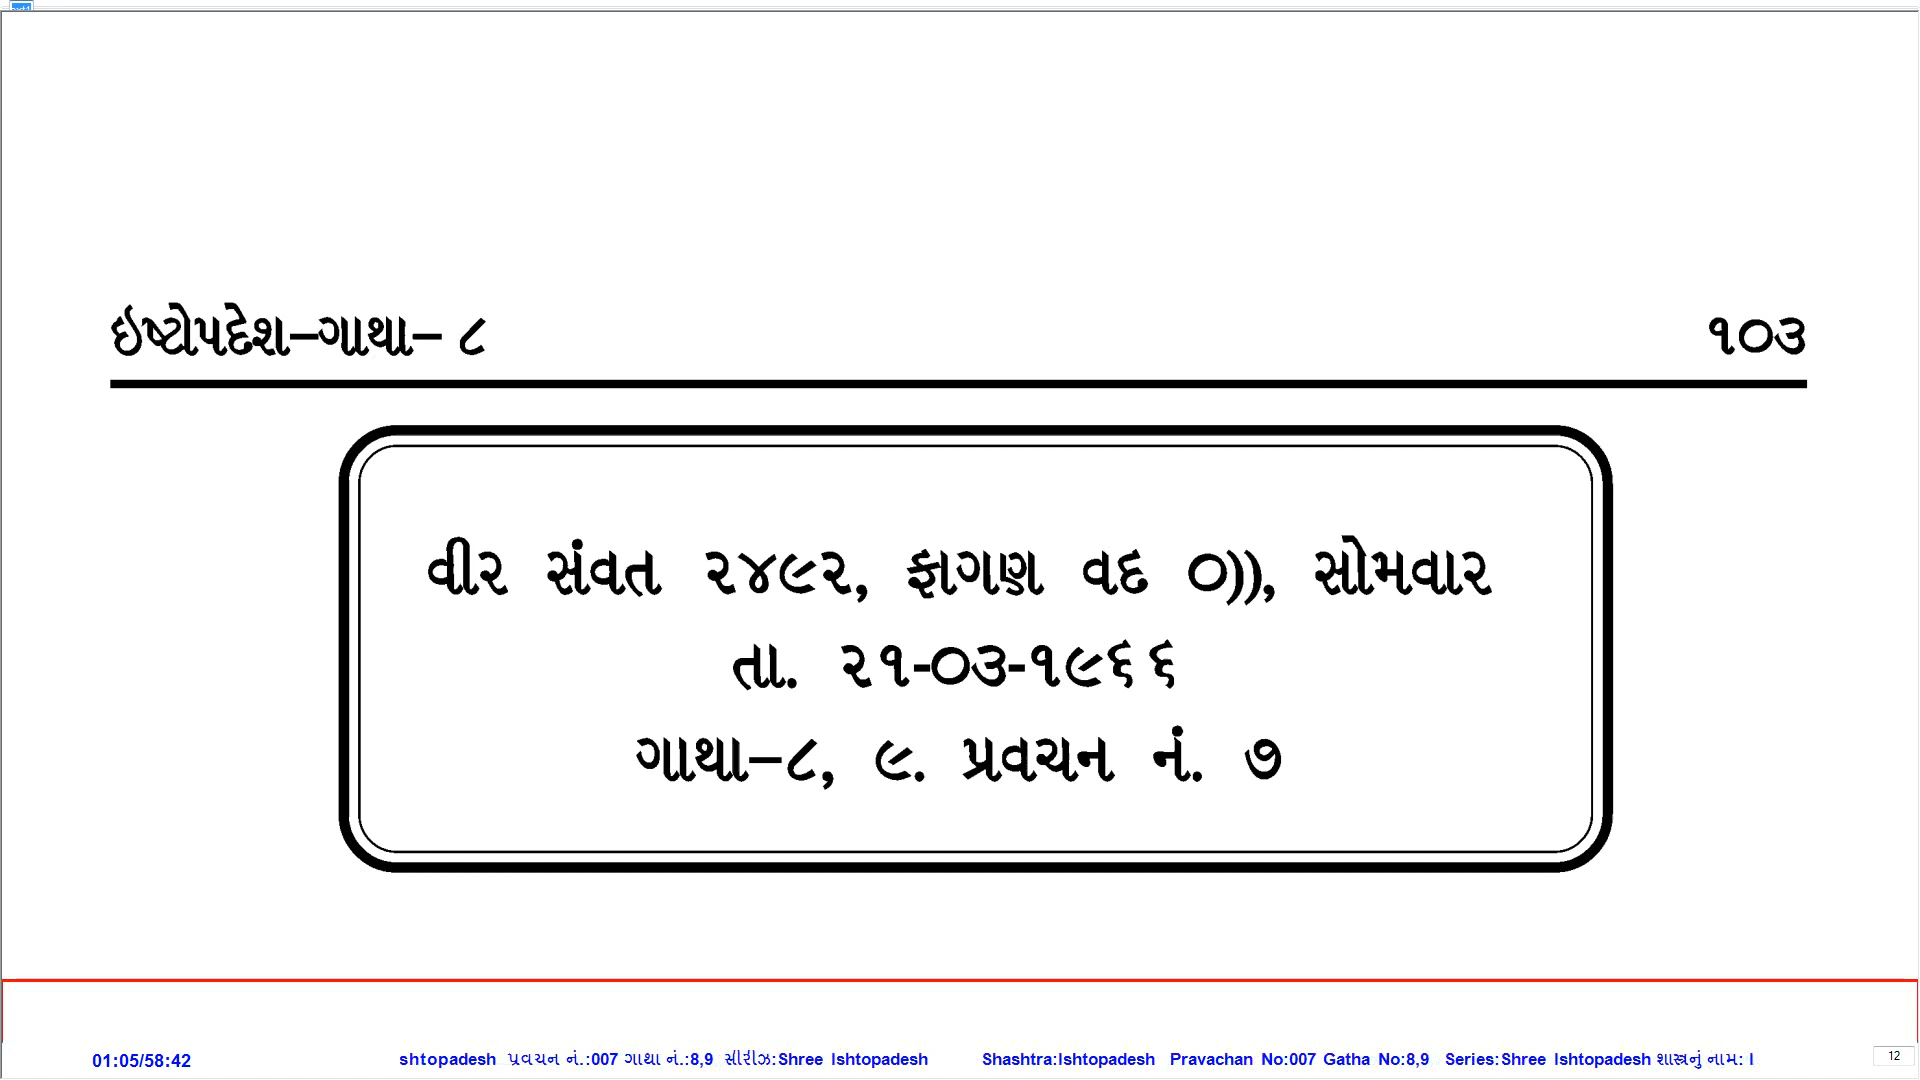 ઇષ્ટોપદેશ–ગાથા– ૮ ૧૦૩
વીર સંવત ૨૪૯૨, ફાગણ વદ ૦)), સોમવાર
તા. ૨૧-૦૩-૧૯૬૬
ગાથા–૮, ૯. પ્રવચન નં. ૭
01:05/58:42 shtopadesh પ્રવચન નં.:007 ગાથા નં.:8,9 સીરીઝ:Shree Ishtopadesh Shashtra:Ishtopadesh Pravachan No:007 Gatha No:8,9 Series:Shree Ishtopadesh શાસ્ત્રનું નામ: I 12